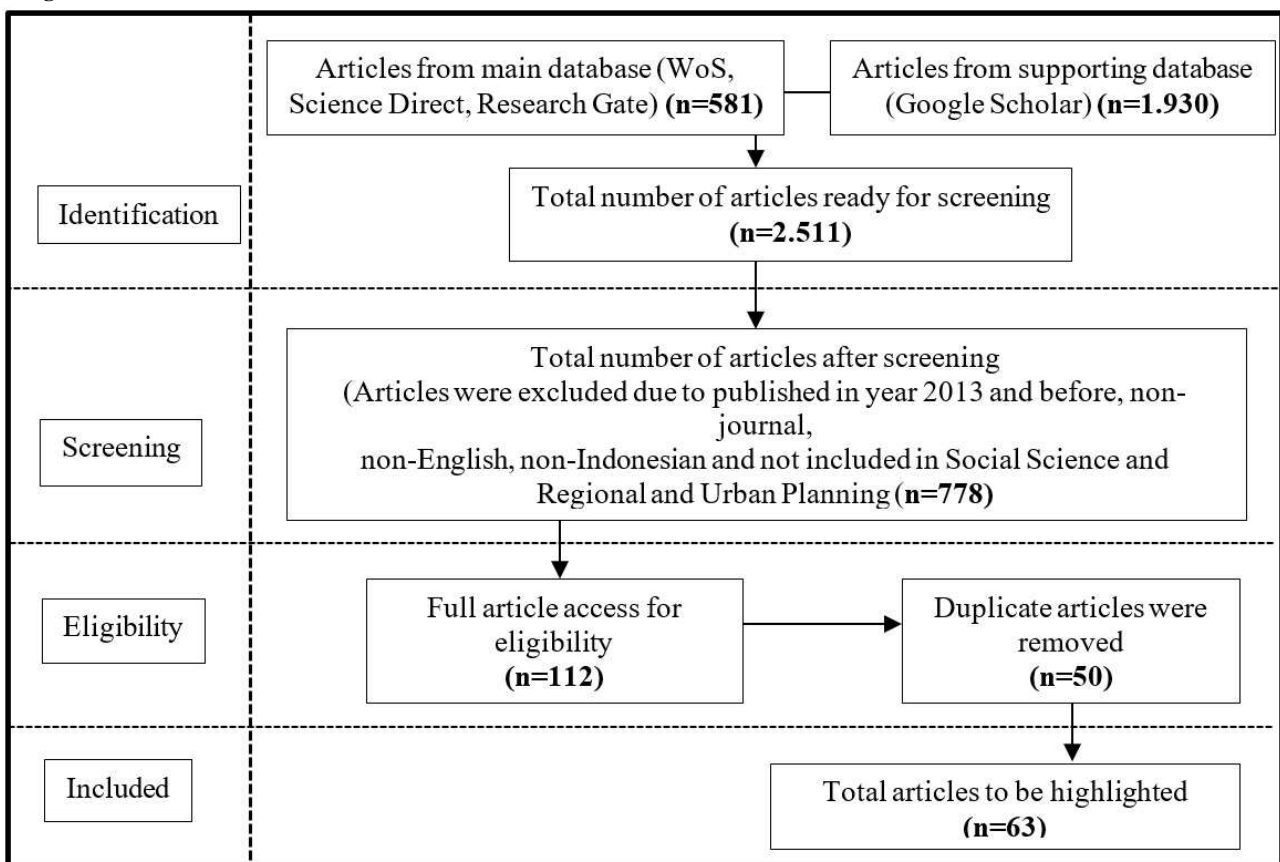 Articles from main database (WoS,
Science Direct, Research Gate) (n=581)
Articles from supporting database
(Google Scholar) (n=1.930)
Identification
Total number of articles ready for screening
(n=2.511)
Screening
Total number of articles after screening
(Articles were excluded due to published in year 2013 and before, non-
journal,
non-English, non-Indonesian and not included in Social Science and
Regional and Urban Planning (n=778)
Eligibility
Full article access for
eligibility
(n=112)
Duplicate articles were
removed
(n=50)
Included
Total articles to be highlighted
(n=63)